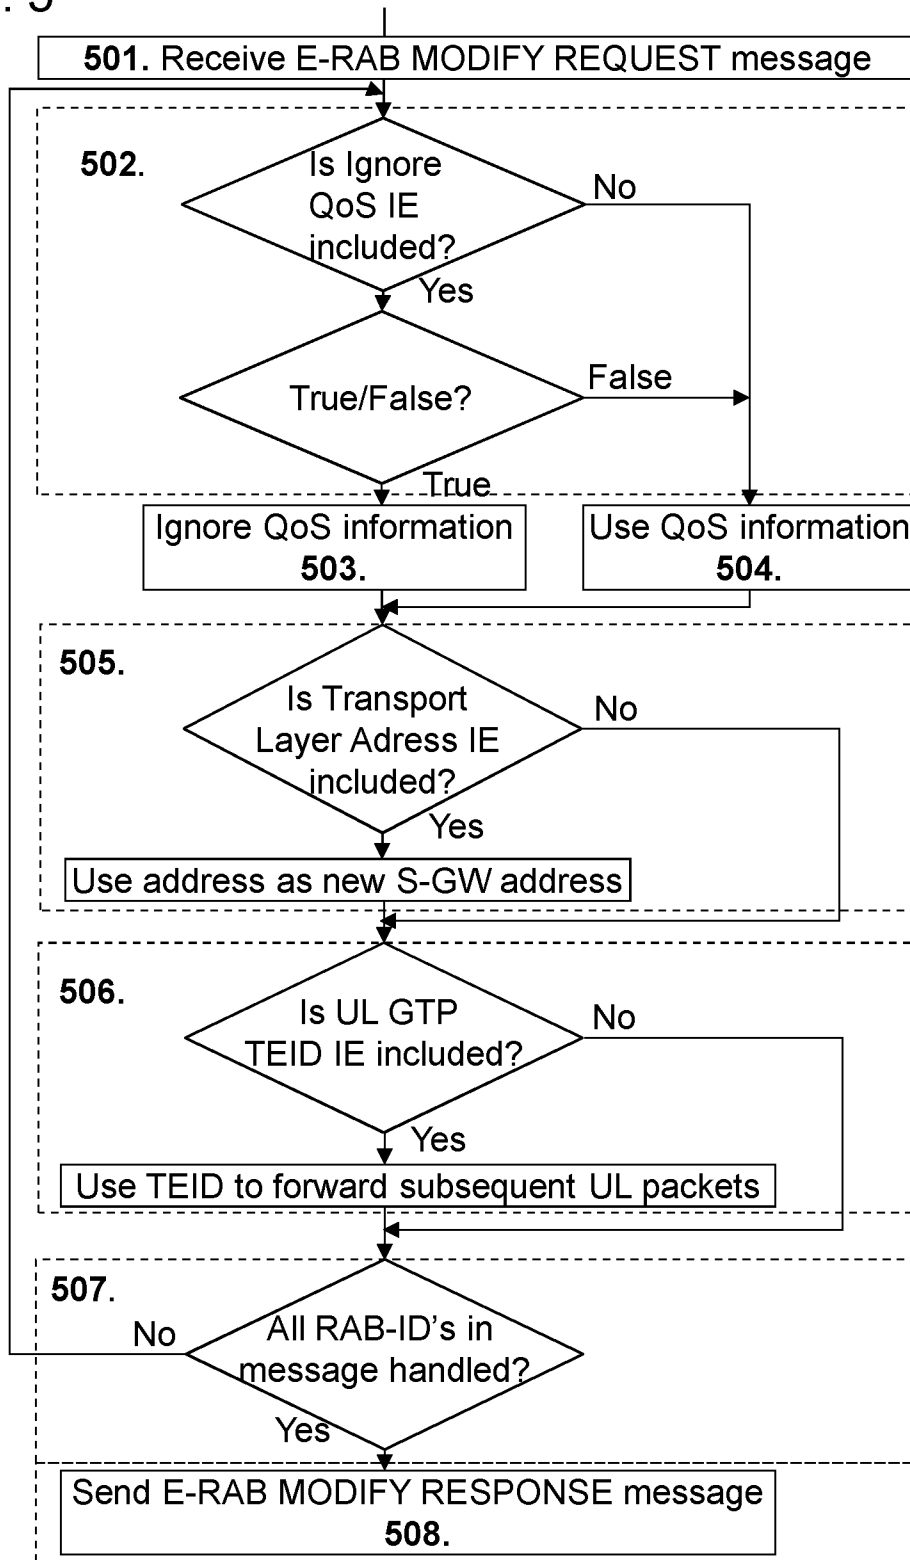 . 5
501. Receive E-RAB MODIFY REQUEST message
502.
Is Ignore
QoS IE
included?
No
Yes
True/False?
False
True
Ignore QoS information
503.
Use QoS information
504.
505.
Is Transport
Layer Adress IE
included?
No
Yes
Use address as new S-GW address
506.
Is UL GTP
TEID IE included?
No
Yes
Use TEID to forward subsequent UL packets
507.
All RAB-ID's in
message handled?
No
Yes
Send E-RAB MODIFY RESPONSE message
508.